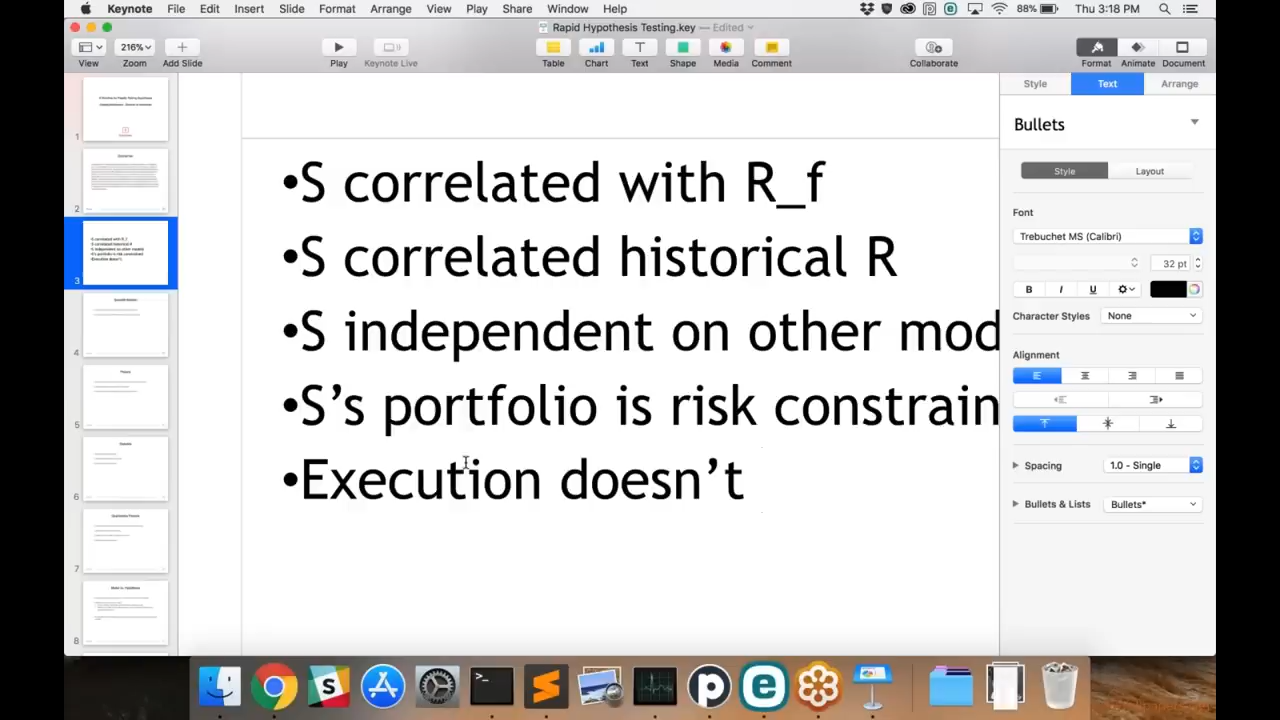 Keynote File Edit Insert Slide Format Arrange View Play Share Window Help 88% Thu 3:18 PM
Rapid Hypothesis Testing.key — Edited
216%
View Zoom Add Slide Play Keynote Live Table Chart Text Shape Media Comment Collaborate Format Animate Document
Style Text Arrange
Bullets
Style Layout
Font
Trebuchet MS (Calibri)
32 pt
B I U
Character Styles None
Alignment
Spacing 1.0 - Single
Bullets & Lists Bullets*
1
2
3
4
5
6
7
8
•S correlated with R_f
•S correlated historical R
•S independent on other mod
•S’s portfolio is risk constrain
•Execution doesn’t